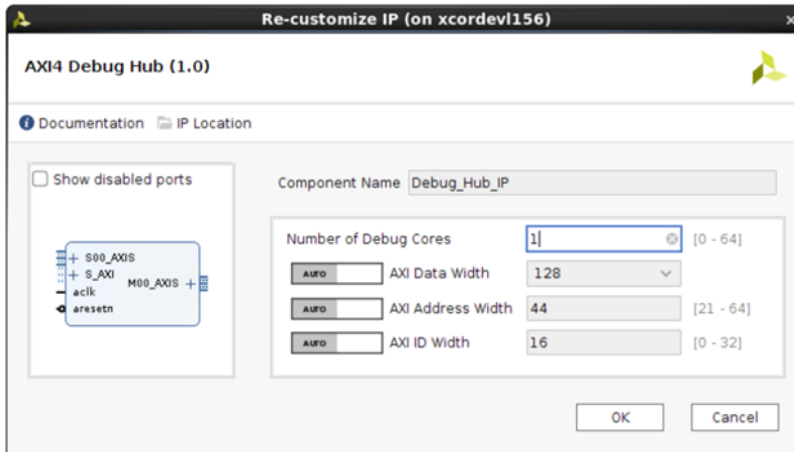 Re-customize IP (on xcordevl156)
AXI4 Debug Hub (1.0)
Documentation IP Location
Show disabled ports
S00_AXIS
S_AXI
M00_AXIS
aclk
aresetn
Component Name Debug_Hub_IP
Number of Debug Cores 1 [0 - 64]
AUTO AXI Data Width 128
AUTO AXI Address Width 44 [21 - 64]
AUTO AXI ID Width 16 [0 - 32]
OK Cancel